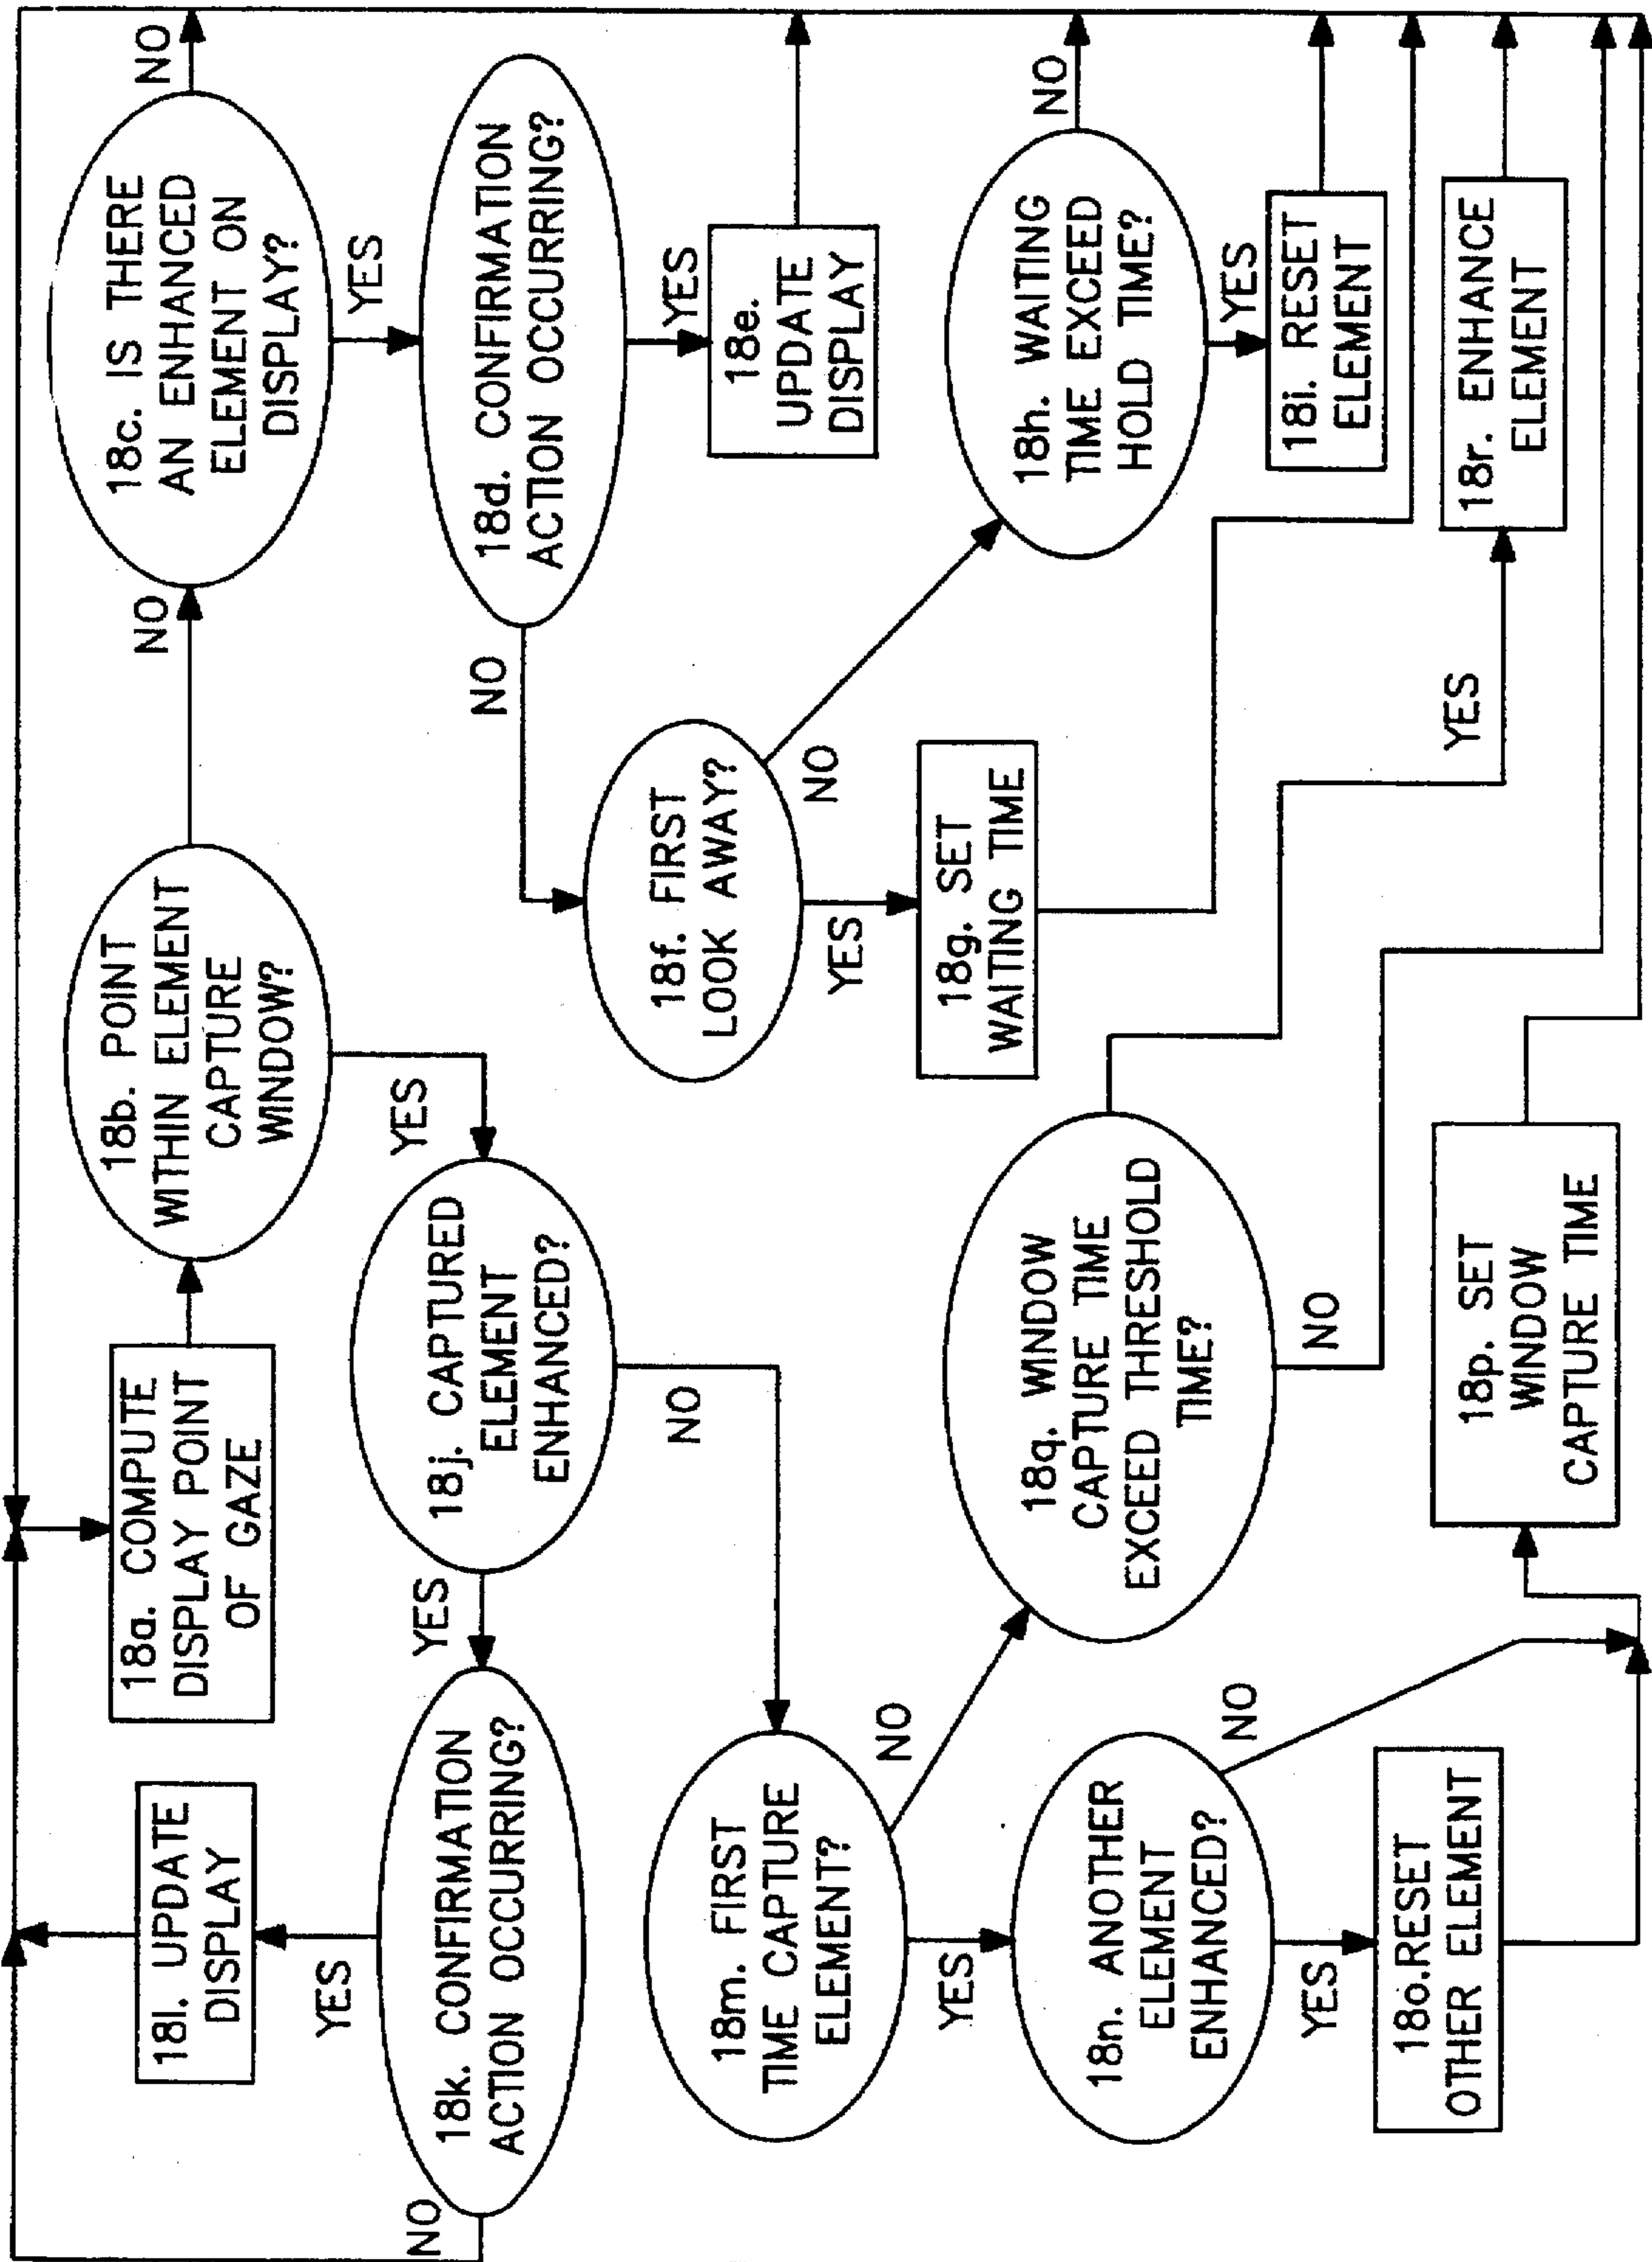 18a. COMPUTE
DISPLAY POINT
OF GAZE
18b. POINT
WITHIN ELEMENT
CAPTURE
WINDOW?
NO
YES
18c. IS THERE
AN ENHANCED
ELEMENT ON
DISPLAY?
NO
YES
18d. CONFIRMATION
ACTION OCCURRING?
NO
YES
18e.
UPDATE
DISPLAY
18f. FIRST
LOOK AWAY?
NO
YES
18g. SET
WAITING TIME
18h. WAITING
TIME EXCEED
HOLD TIME?
NO
YES
18i. RESET
ELEMENT
18j. CAPTURED
ELEMENT
ENHANCED?
YES
NO
18k. CONFIRMATION
ACTION OCCURRING?
NO
YES
18l. UPDATE
DISPLAY
18m. FIRST
TIME CAPTURE
ELEMENT?
NO
YES
18n. ANOTHER
ELEMENT
ENHANCED?
NO
YES
18o.RESET
OTHER ELEMENT
18p. SET
WINDOW
CAPTURE TIME
18q. WINDOW
CAPTURE TIME
EXCEED THRESHOLD
TIME?
NO
YES
18r. ENHANCE
ELEMENT